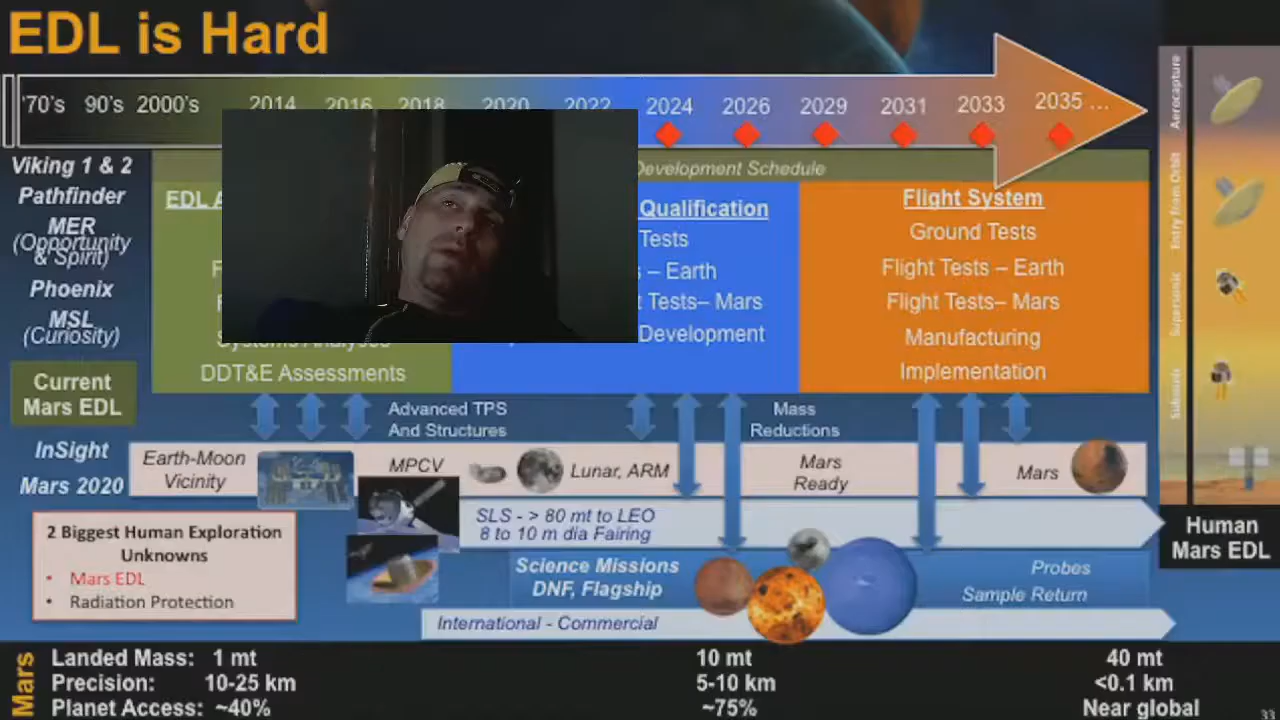 EDL is Hard
'70's 90's 2000's 2014 2016 2018 2020 2022 2024 2026 2029 2031 2033 2035 ...
Aerocapture
Entry from Orbit
Supersonic
Subsonic
Viking 1 & 2
Pathfinder
MER
(Opportunity
& Spirit)
Phoenix
MSL
(Curiosity)
Current
Mars EDL
InSight
Mars 2020
Development Schedule
EDL
Systems Analyses
DDT&E Assessments
Qualification
Tests
– Earth
Tests– Mars
Development
Flight System
Ground Tests
Flight Tests – Earth
Flight Tests– Mars
Manufacturing
Implementation
Advanced TPS
And Structures
Mass
Reductions
Earth-Moon
Vicinity
MPCV
Lunar, ARM
Mars
Ready
Mars
SLS - > 80 mt to LEO
8 to 10 m dia Fairing
Human
Mars EDL
2 Biggest Human Exploration
Unknowns
• Mars EDL
• Radiation Protection
Science Missions
DNF, Flagship
Probes
Sample Return
International - Commercial
Mars
Landed Mass: 1 mt 10 mt 40 mt
Precision: 10-25 km 5-10 km <0.1 km
Planet Access: ~40% ~75% Near global
33